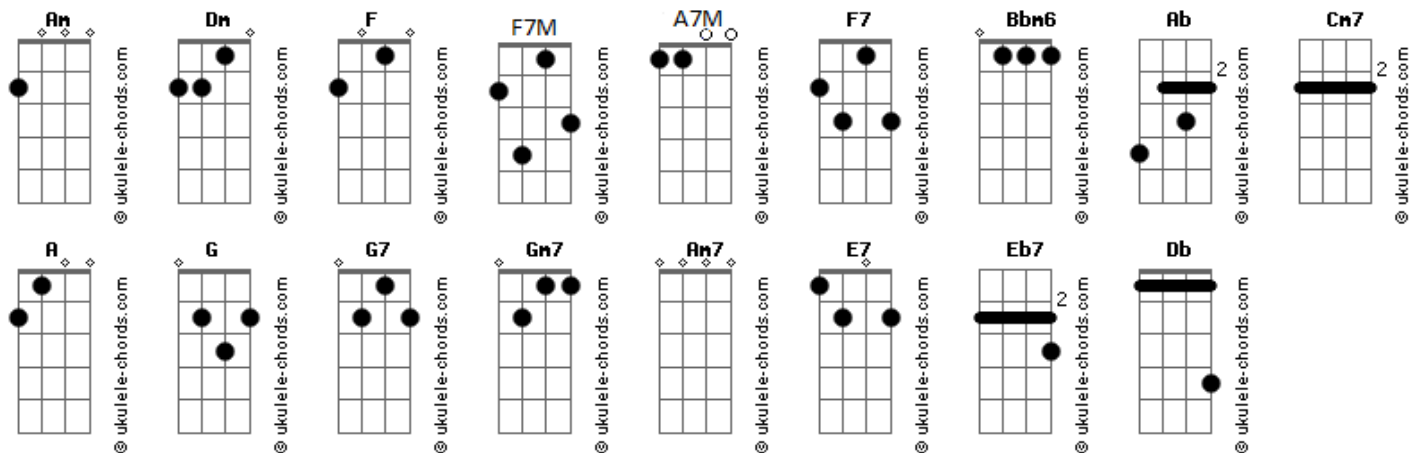 Am Dm F F7M A7M F7 Bbm6 Ab Cm7
2 2
© ukulele-chords.com © ukulele-chords.com © ukulele-chords.com © ukulele-chords.com © ukulele-chords.com © ukulele-chords.com © ukulele-chords.com © ukulele-chords.com © ukulele-chords.com
A G G7 Gm7 Am7 E7 Eb7 Db
2
© ukulele-chords.com © ukulele-chords.com © ukulele-chords.com © ukulele-chords.com © ukulele-chords.com © ukulele-chords.com © ukulele-chords.com © ukulele-chords.com